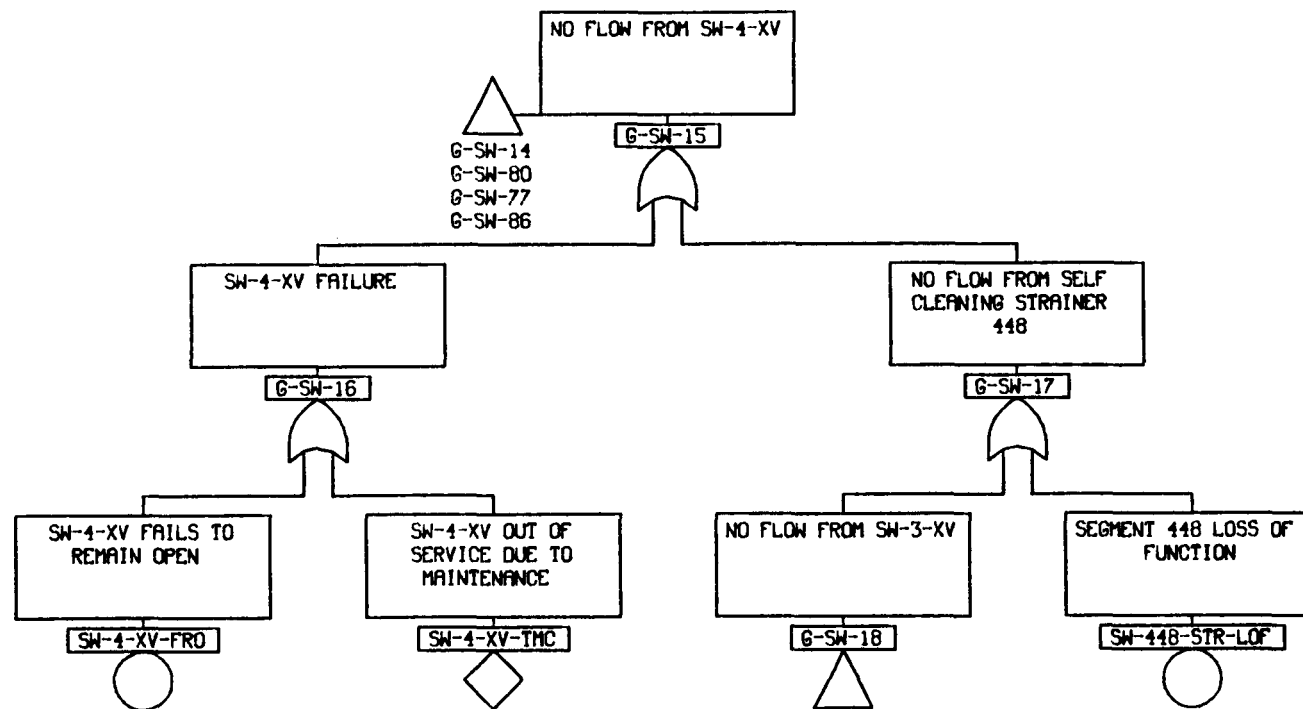 NO FLOW FROM SW-4-XV
G-SW-15
G-SW-14
G-SW-80
G-SW-77
G-SW-86
SW-4-XV FAILURE
G-SW-16
NO FLOW FROM SELF
CLEANING STRAINER
448
G-SW-17
SW-4-XV FAILS TO
REMAIN OPEN
SW-4-XV-FRO
SW-4-XV OUT OF
SERVICE DUE TO
MAINTENANCE
SW-4-XV-TMC
NO FLOW FROM SW-3-XV
G-SW-18
SEGMENT 448 LOSS OF
FUNCTION
SW-448-STR-LOF